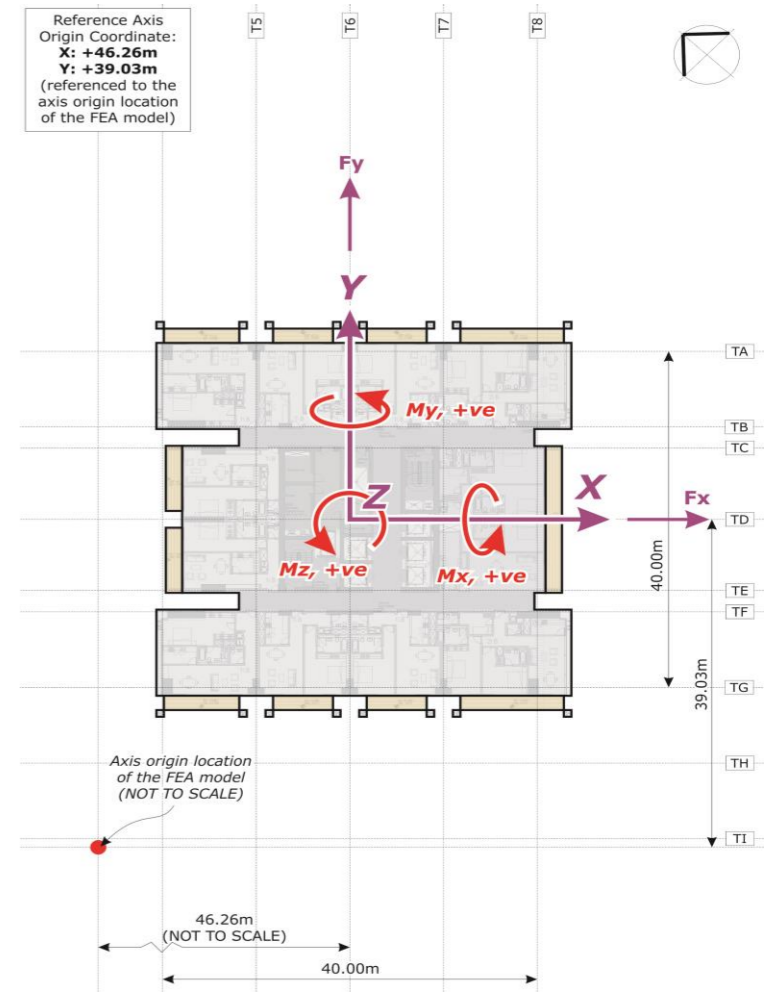 Reference Axis
Origin Coordinate:
X: +46.26m
Y: +39.03m
(referenced to the
axis origin location
of the FEA model)
T5
T6
T7
T8
Fy
Y
TA
My, +ve
TB
TC
Z
X
Fx
TD
Mz, +ve
Mx, +ve
40.00m
TE
TF
TG
39.03m
Axis origin location
of the FEA model
(NOT TO SCALE)
TH
TI
46.26m
(NOT TO SCALE)
40.00m